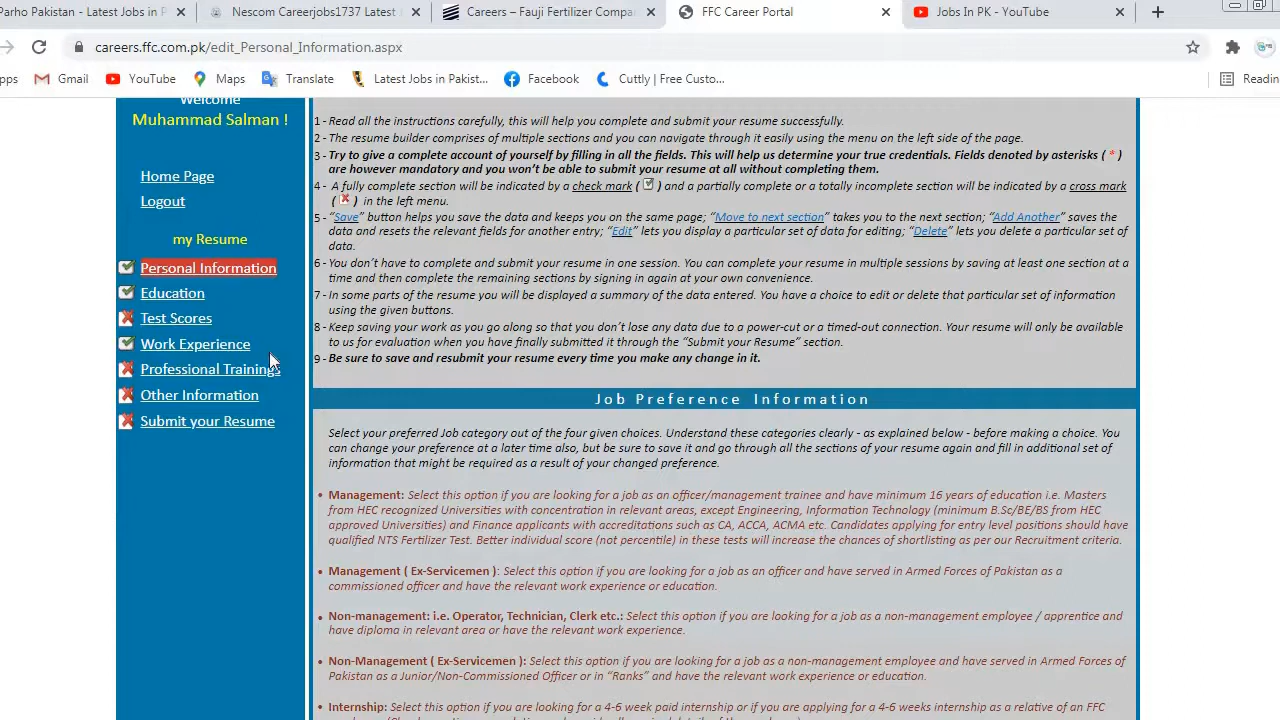 Parho Pakistan - Latest Jobs in P
Nescom Careerjobs1737 Latest
Careers – Fauji Fertilizer Compa
FFC Career Portal
Jobs In PK - YouTube
careers.ffc.com.pk/edit_Personal_Information.aspx
pps
Gmail
YouTube
Maps
Translate
Latest Jobs in Pakist...
Facebook
Cuttly | Free Custo...
Readin
Welcome
Muhammad Salman !
Home Page
Logout
my Resume
Personal Information
Education
Test Scores
Work Experience
Professional Trainings
Other Information
Submit your Resume
1 - Read all the instructions carefully, this will help you complete and submit your resume successfully.
2 - The resume builder comprises of multiple sections and you can navigate through it easily using the menu on the left side of the page.
3 - Try to give a complete account of yourself by filling in all the fields. This will help us determine your true credentials. Fields denoted by asterisks ( * )
are however mandatory and you won't be able to submit your resume at all without completing them.
4 - A fully complete section will be indicated by a check mark ( ) and a partially complete or a totally incomplete section will be indicated by a cross mark
( ) in the left menu.
5 - "Save" button helps you save the data and keeps you on the same page; "Move to next section" takes you to the next section; "Add Another" saves the
data and resets the relevant fields for another entry; "Edit" lets you display a particular set of data for editing; "Delete" lets you delete a particular set of
data.
6 - You don't have to complete and submit your resume in one session. You can complete your resume in multiple sessions by saving at least one section at a
time and then complete the remaining sections by signing in again at your own convenience.
7 - In some parts of the resume you will be displayed a summary of the data entered. You have a choice to edit or delete that particular set of information
using the given buttons.
8 - Keep saving your work as you go along so that you don't lose any data due to a power-cut or a timed-out connection. Your resume will only be available
to us for evaluation when you have finally submitted it through the "Submit your Resume" section.
9 - Be sure to save and resubmit your resume every time you make any change in it.
Job Preference Information
Select your preferred Job category out of the four given choices. Understand these categories clearly - as explained below - before making a choice. You
can change your preference at a later time also, but be sure to save it and go through all the sections of your resume again and fill in additional set of
information that might be required as a result of your changed preference.
• Management: Select this option if you are looking for a job as an officer/management trainee and have minimum 16 years of education i.e. Masters
from HEC recognized Universities with concentration in relevant areas, except Engineering, Information Technology (minimum B.Sc/BE/BS from HEC
approved Universities) and Finance applicants with accreditations such as CA, ACCA, ACMA etc. Candidates applying for entry level positions should have
qualified NTS Fertilizer Test. Better individual score (not percentile) in these tests will increase the chances of shortlisting as per our Recruitment criteria.
• Management ( Ex-Servicemen ): Select this option if you are looking for a job as an officer and have served in Armed Forces of Pakistan as a
commissioned officer and have the relevant work experience or education.
• Non-management: i.e. Operator, Technician, Clerk etc.: Select this option if you are looking for a job as a non-management employee / apprentice and
have diploma in relevant area or have the relevant work experience.
• Non-Management ( Ex-Servicemen ): Select this option if you are looking for a job as a non-management employee and have served in Armed Forces of
Pakistan as a Junior/Non-Commissioned Officer or in "Ranks" and have the relevant work experience or education.
• Internship: Select this option if you are looking for a 4-6 week paid internship or if you are applying for a 4-6 weeks internship as a relative of an FFC